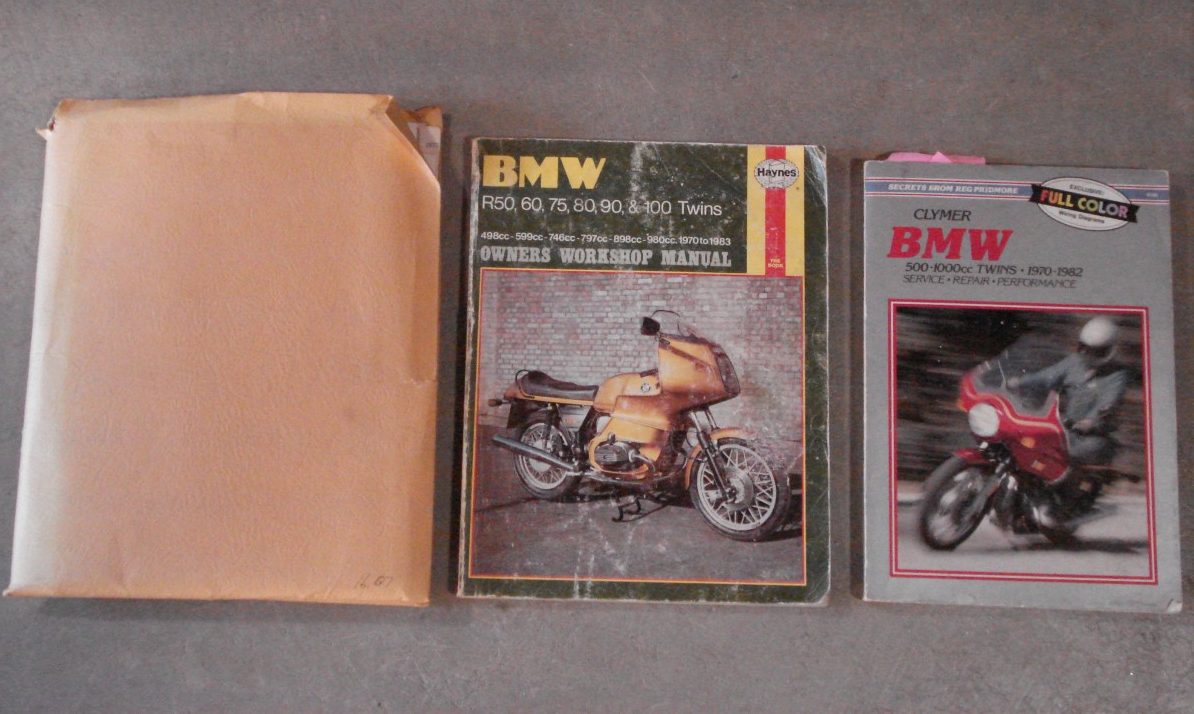 BMW
R50, 60, 75, 80, 90, & 100 Twins
498cc - 599cc - 746cc - 797cc - 898cc - 980cc. 1970 to 1983
OWNERS WORKSHOP MANUAL
Haynes
SECRETS FROM REG PRIDMORE
EXCLUSIVE!
FULL COLOR
Wiring Diagrams
CLYMER
BMW
500-1000cc TWINS • 1970-1982
SERVICE • REPAIR • PERFORMANCE